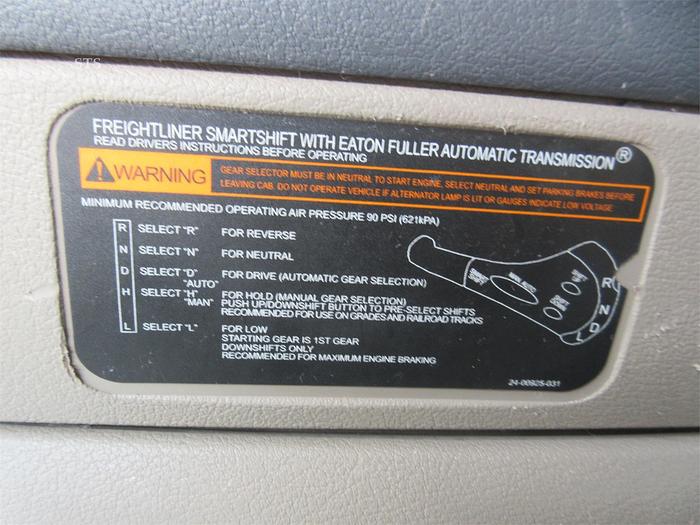 STS
FREIGHTLINER SMARTSHIFT WITH EATON FULLER AUTOMATIC TRANSMISSION®
READ DRIVERS INSTRUCTIONS BEFORE OPERATING
WARNING
GEAR SELECTOR MUST BE IN NEUTRAL TO START ENGINE, SELECT NEUTRAL AND SET PARKING BRAKES BEFORE
LEAVING CAB. DO NOT OPERATE VEHICLE IF ALTERNATOR LAMP IS LIT OR GAUGES INDICATE LOW VOLTAGE.
MINIMUM RECOMMENDED OPERATING AIR PRESSURE 90 PSI (621kPA)
R SELECT "R" FOR REVERSE
N SELECT "N" FOR NEUTRAL
D SELECT "D" FOR DRIVE (AUTOMATIC GEAR SELECTION)
"AUTO"
H SELECT "H" FOR HOLD (MANUAL GEAR SELECTION)
"MAN" PUSH UP/DOWNSHIFT BUTTON TO PRE-SELECT SHIFTS
RECOMMENDED FOR USE ON GRADES AND RAILROAD TRACKS
L SELECT "L" FOR LOW
STARTING GEAR IS 1ST GEAR
DOWNSHIFTS ONLY
RECOMMENDED FOR MAXIMUM ENGINE BRAKING
MAN AUTO
R
N
D
L
24-00925-031